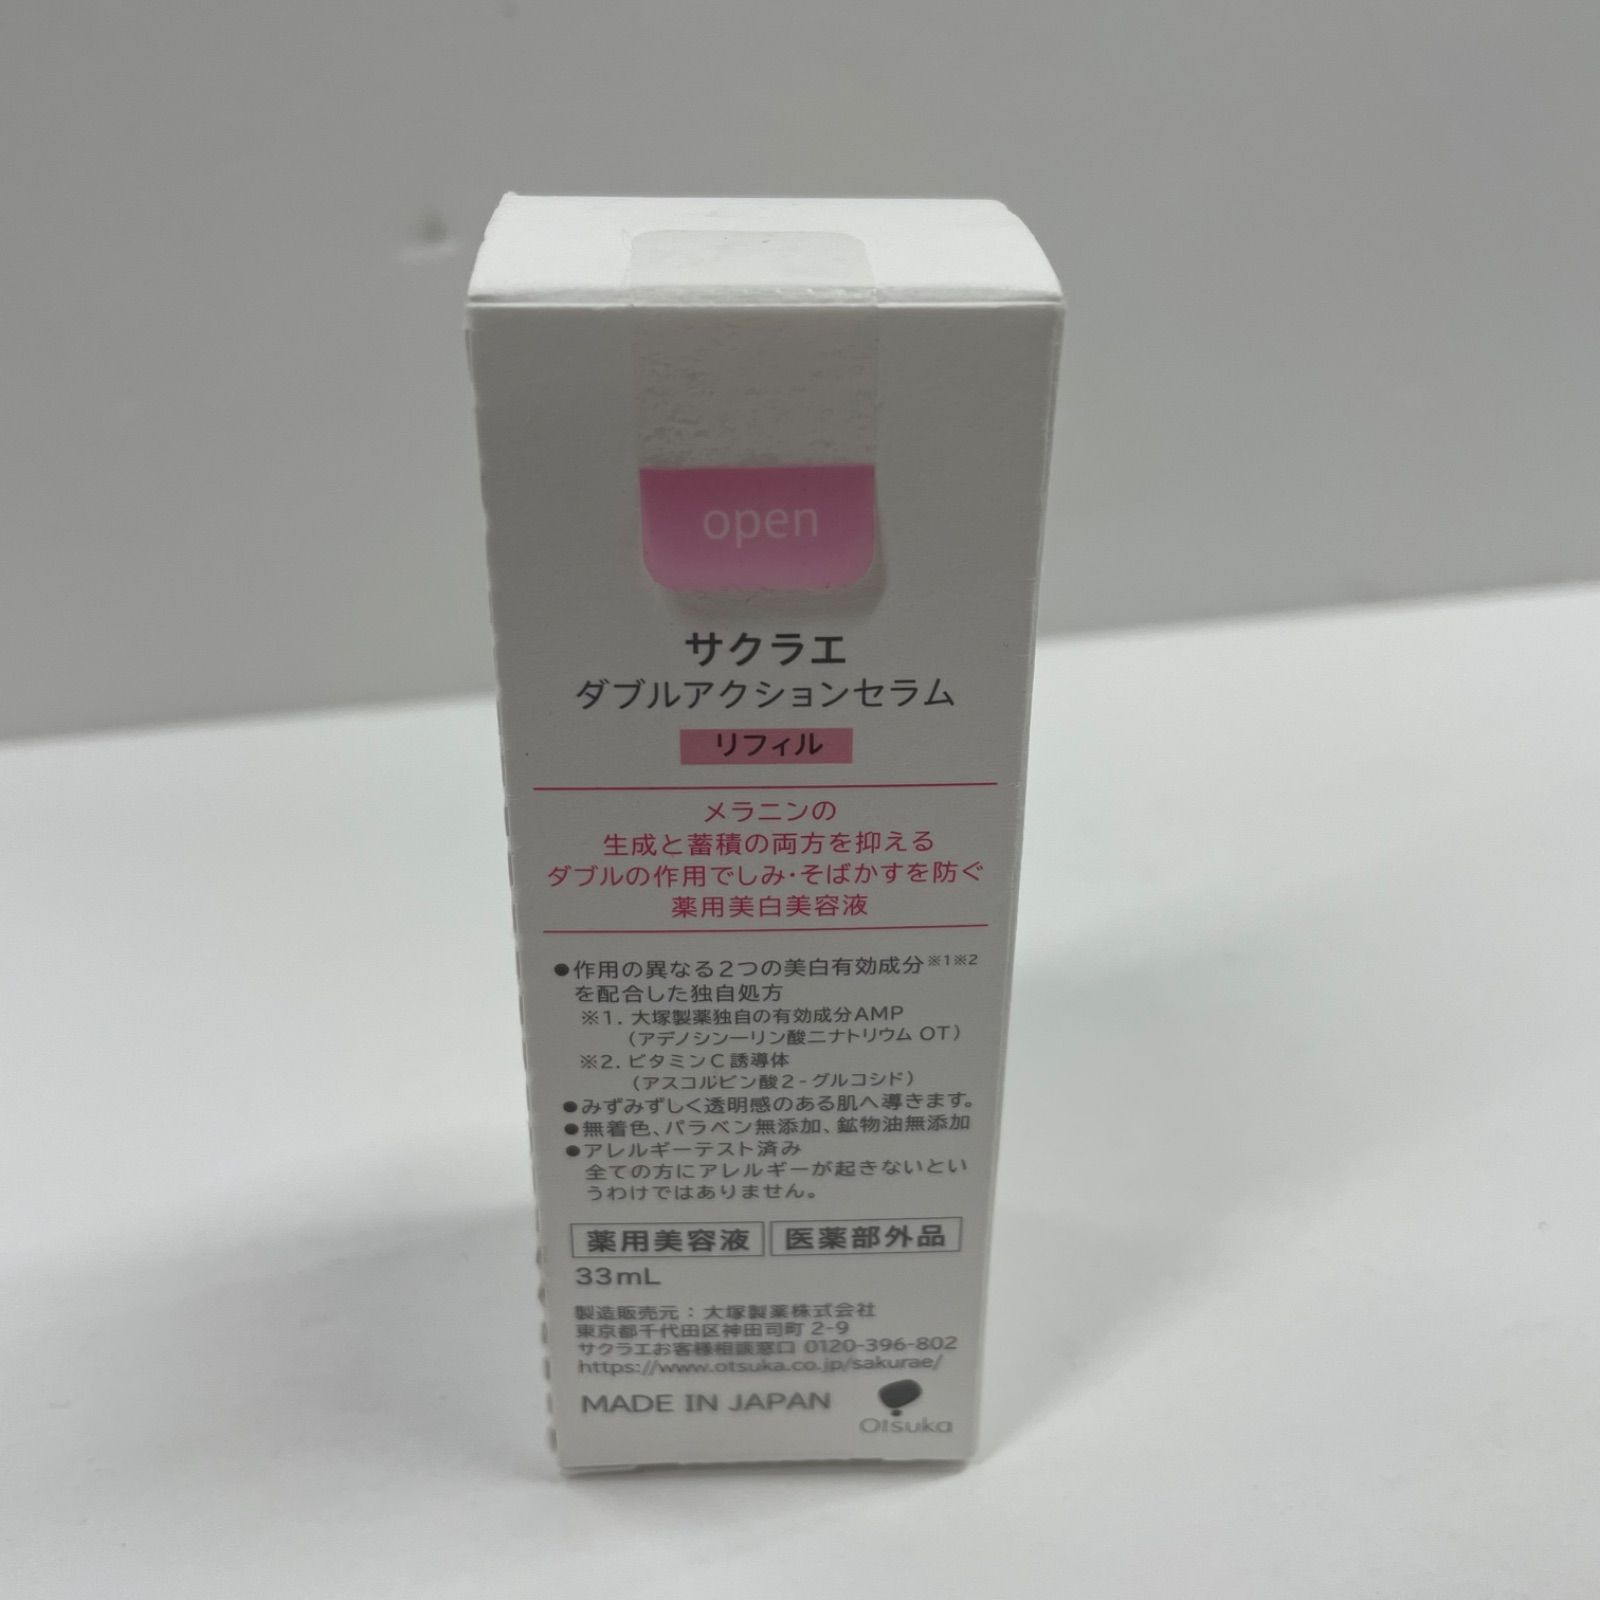 open
サクラエ
ダブルアクションセラム
リフィル
メラニンの
生成と蓄積の両方を抑える
ダブルの作用でしみ・そばかすを防ぐ
薬用美白美容液
●作用の異なる2つの美白有効成分※1※2
を配合した独自処方
※1. 大塚製薬独自の有効成分AMP
（アデノシン一リン酸二ナトリウム OT）
※2. ビタミンC誘導体
（アスコルビン酸2-グルコシド）
●みずみずしく透明感のある肌へ導きます。
●無着色、パラベン無添加、鉱物油無添加
●アレルギーテスト済み
全ての方にアレルギーが起きないとい
うわけではありません。
薬用美容液 医薬部外品
33mL
製造販売元：大塚製薬株式会社
東京都千代田区神田司町 2-9
サクラエお客様相談窓口 0120-396-802
https://www.otsuka.co.jp/sakurae/
MADE IN JAPAN
Otsuka